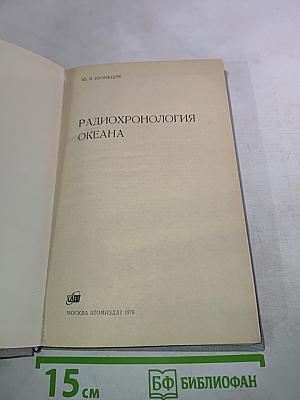 Ю. В. КУЗНЕЦОВ
РАДИОХРОНОЛОГИЯ
ОКЕАНА
МОСКВА АТОМИЗДАТ 1976
15 см
БФ БИБЛИОФАН